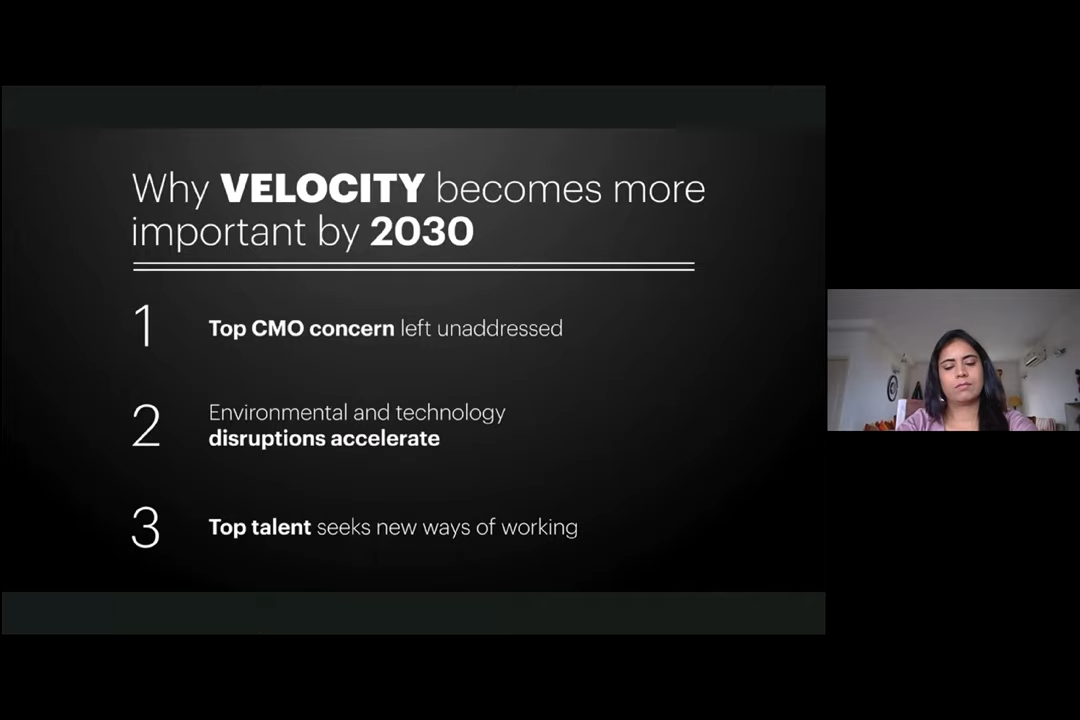 Why VELOCITY becomes more
important by 2030
1
Top CMO concern left unaddressed
2
Environmental and technology
disruptions accelerate
3
Top talent seeks new ways of working